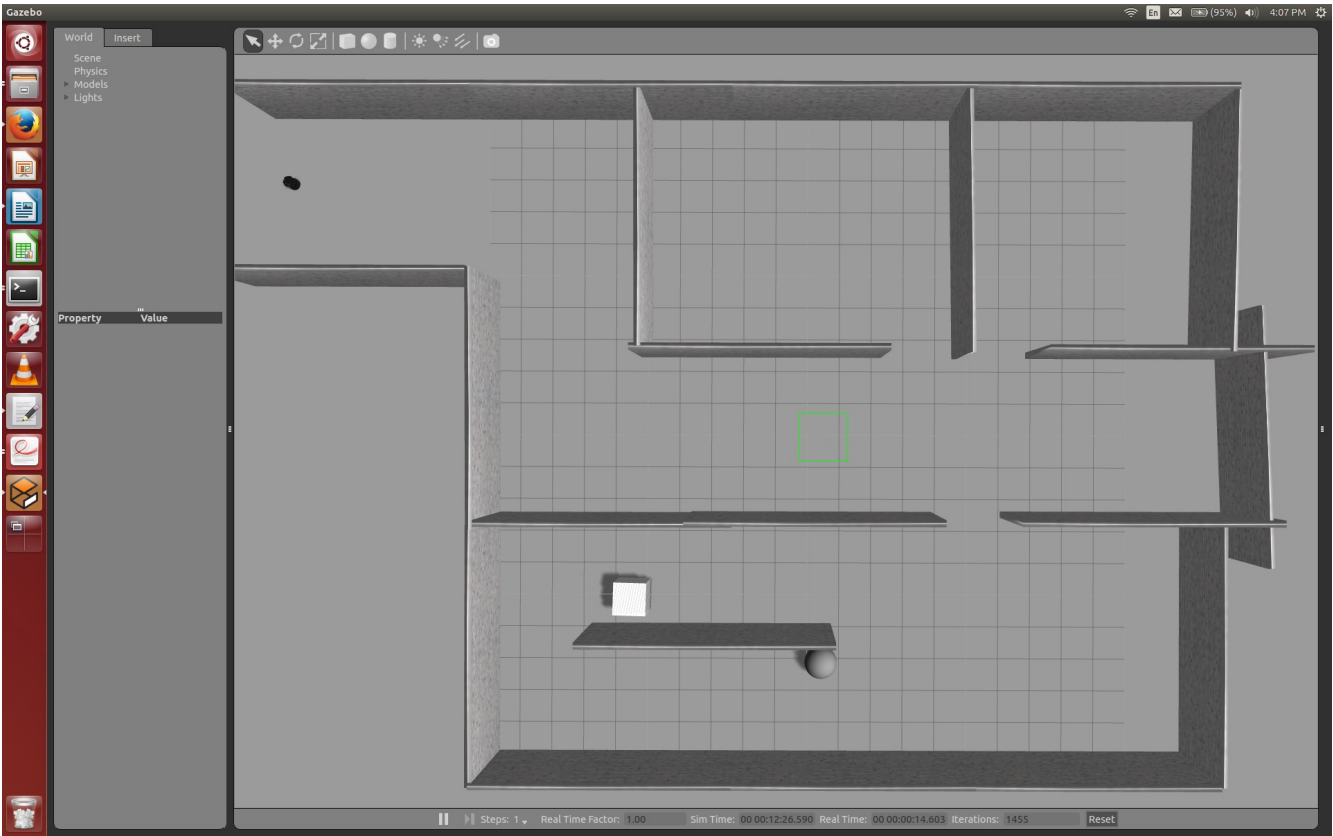 Gazebo
En (95%) 4:07 PM
World Insert
Scene
Physics
Models
Lights
Property Value
Steps: 1 Real Time Factor: 1.00 Sim Time: 00 00:12:26.590 Real Time: 00 00:00:14.603 Iterations: 1455 Reset